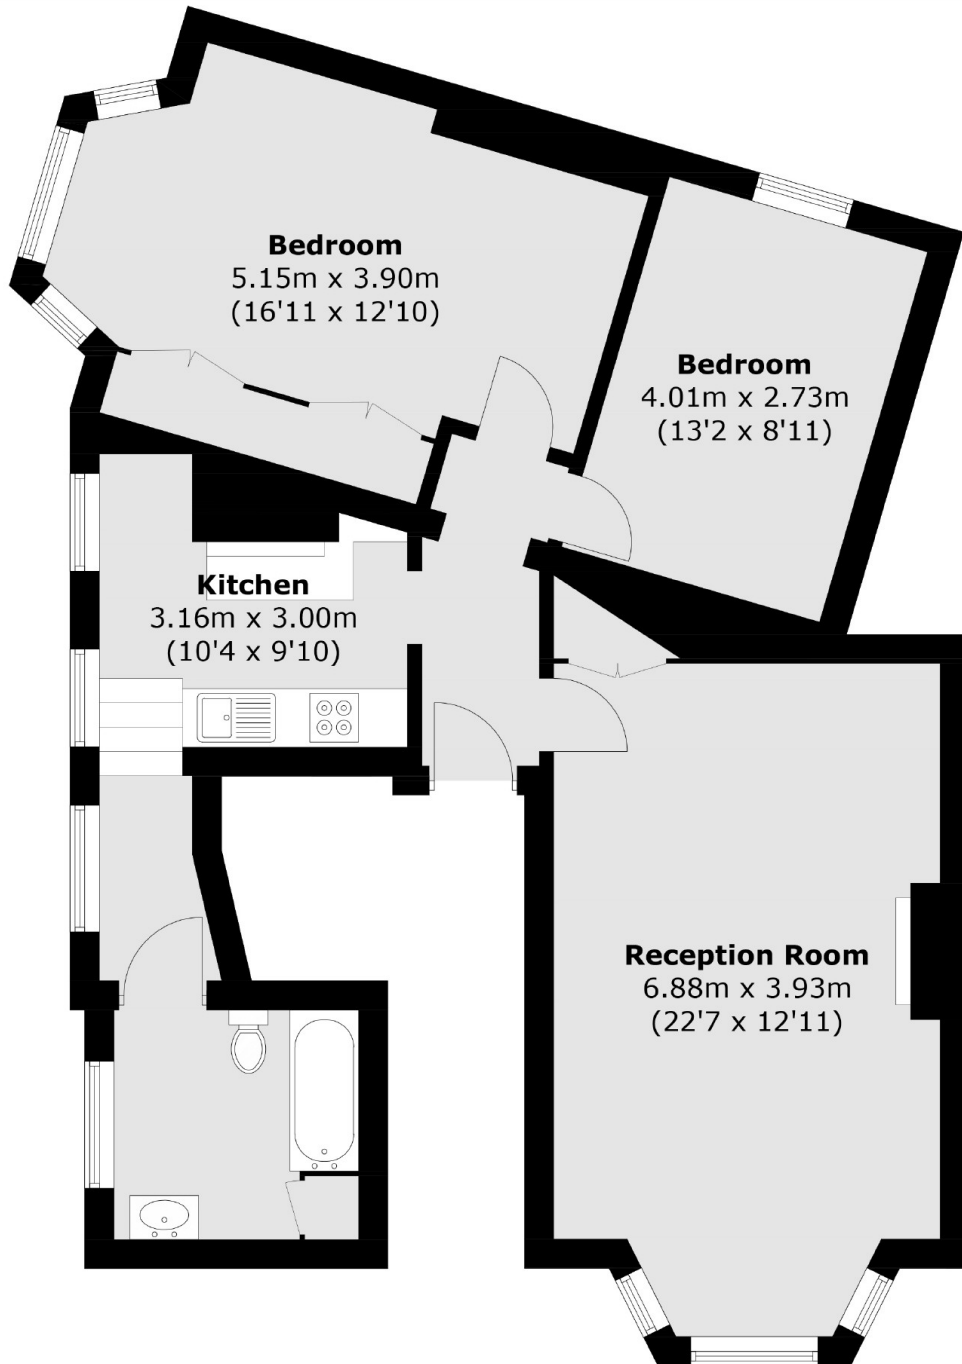 Bedroom
5.15m x 3.90m
(16'11 x 12'10)
Bedroom
4.01m x 2.73m
(13'2 x 8'11)
Kitchen
3.16m x 3.00m
(10'4 x 9'10)
Reception Room
6.88m x 3.93m
(22'7 x 12'11)